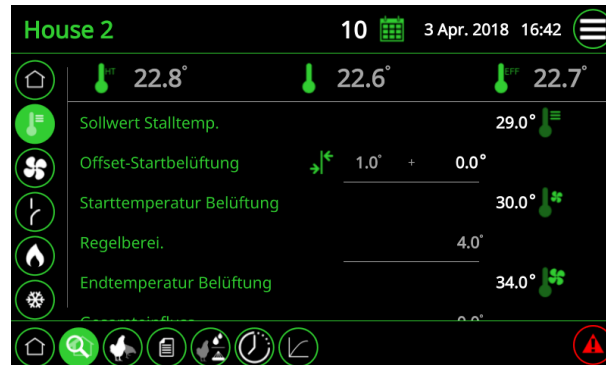 House 2 10 3 Apr. 2018 16:42
HT 22.8° 22.6° EFF 22.7°
Sollwert Stalltemp. 29.0°
Offset-Startbelüftung 1.0° + 0.0°
Starttemperatur Belüftung 30.0°
Regelberei. 4.0°
Endtemperatur Belüftung 34.0°